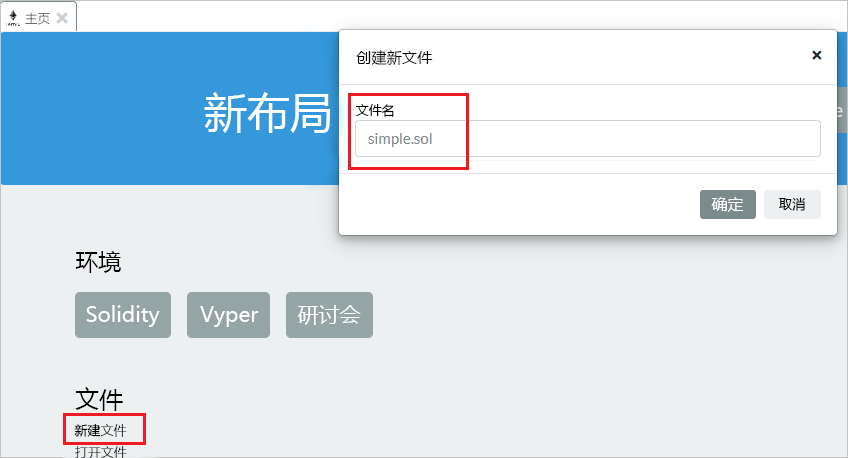 主页
新布局
创建新文件
文件名
simple.sol
确定 取消
环境
Solidity Vyper 研讨会
文件
新建文件
打开文件